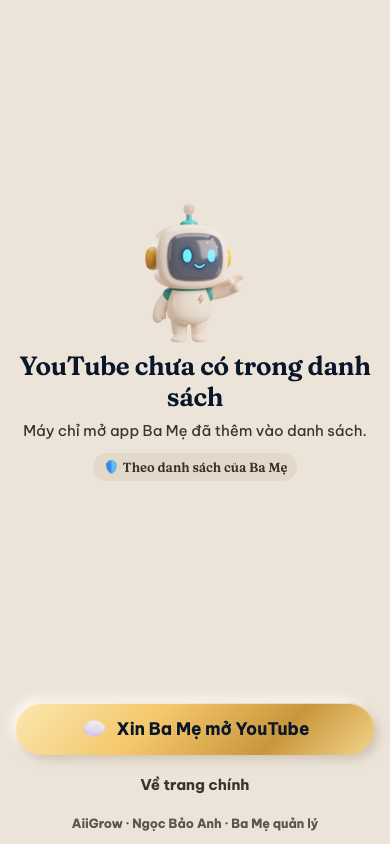 YouTube chưa có trong danh
sách
Máy chỉ mở app Ba Mẹ đã thêm vào danh sách.
Theo danh sách của Ba Mẹ
Xin Ba Mẹ mở YouTube
Về trang chính
AiiGrow · Ngọc Bảo Anh · Ba Mẹ quản lý